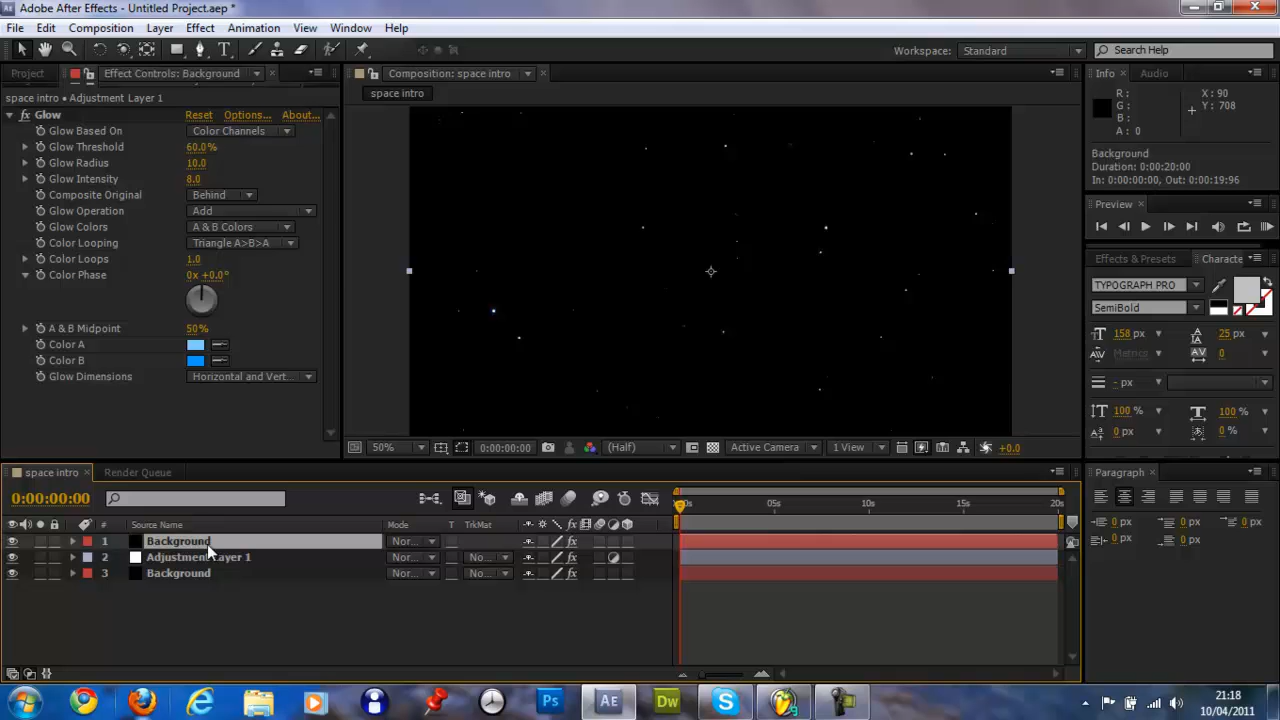 Adobe After Effects - Untitled Project.aep *
File Edit Composition Layer Effect Animation View Window Help
Workspace: Standard Search Help
Project Effect Controls: Background Composition: space intro Info Audio
space intro • Adjustment Layer 1 space intro
R: X: 90
G: Y: 708
B:
A: 0
fx Glow Reset Options... About...
Glow Based On Color Channels
Glow Threshold 60.0%
Glow Radius 10.0
Glow Intensity 8.0
Composite Original Behind
Glow Operation Add
Glow Colors A & B Colors
Color Looping Triangle A>B>A
Color Loops 1.0
Color Phase 0x +0.0°
A & B Midpoint 50%
Color A
Color B
Glow Dimensions Horizontal and Vert...
Background
Duration: 0:00:20:00
In: 0:00:00:00, Out: 0:00:19:96
Preview
Effects & Presets Characte
TYPOGRAPH PRO
SemiBold
158 px 25 px
Metrics 0
- px
100 % 100 %
0 px 0 %
50% 0:00:00:00 (Half) Active Camera 1 View +0.0
space intro Render Queue Paragraph
0:00:00:00
05s 10s 15s 20s
# Source Name Mode T TrkMat
1 Background Nor...
2 Adjustment Layer 1 Nor... No...
3 Background Nor... No...
0 px 0 px 0 px
0 px 0 px
Ps Ae Dw
21:18
10/04/2011